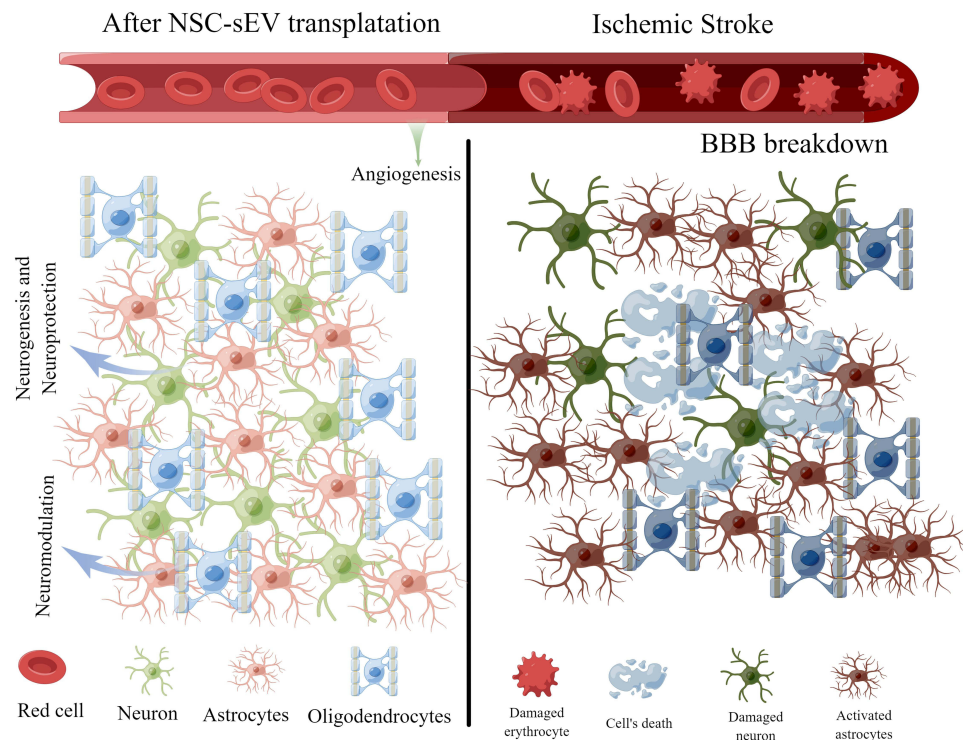 After NSC-sEV transplatation
Ischemic Stroke
BBB breakdown
Angiogenesis
Neurogenesis and
Neuroprotection
Neuromodulation
Red cell
Neuron
Astrocytes
Oligodendrocytes
Damaged
erythrocyte
Cell's death
Damaged
neuron
Activated
astrocytes